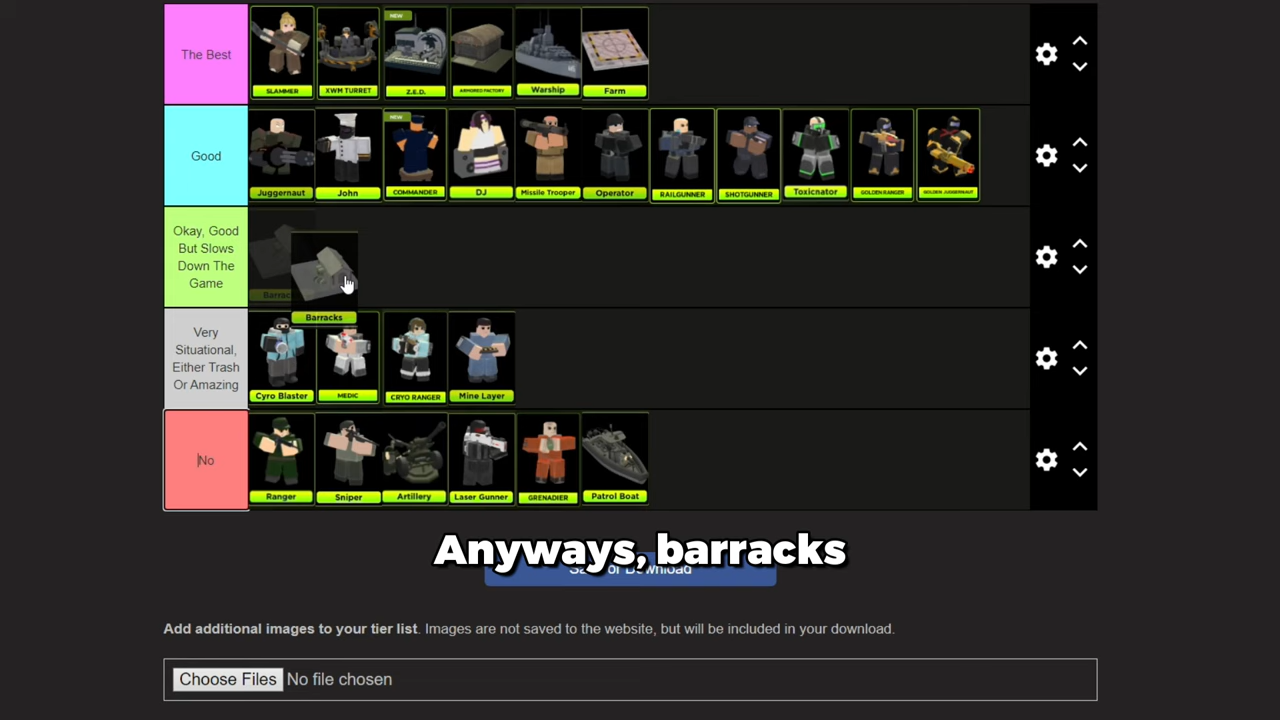 The Best
NEW
SLAMMER
XWM TURRET
Z.E.D.
ARMORED FACTORY
Warship
Farm
Good
NEW
Juggernaut
John
COMMANDER
DJ
Missile Trooper
Operator
RAILGUNNER
SHOTGUNNER
Toxicnator
GOLDEN RANGER
GOLDEN JUGGERNAUT
Okay, Good
But Slows
Down The
Game
Barracks
Very
Situational,
Either Trash
Or Amazing
Cyro Blaster
MEDIC
CRYO RANGER
Mine Layer
No
Ranger
Sniper
Artillery
Laser Gunner
GRENADIER
Patrol Boat
Anyways, barracks
Download
Add additional images to your tier list. Images are not saved to the website, but will be included in your download.
Choose Files No file chosen